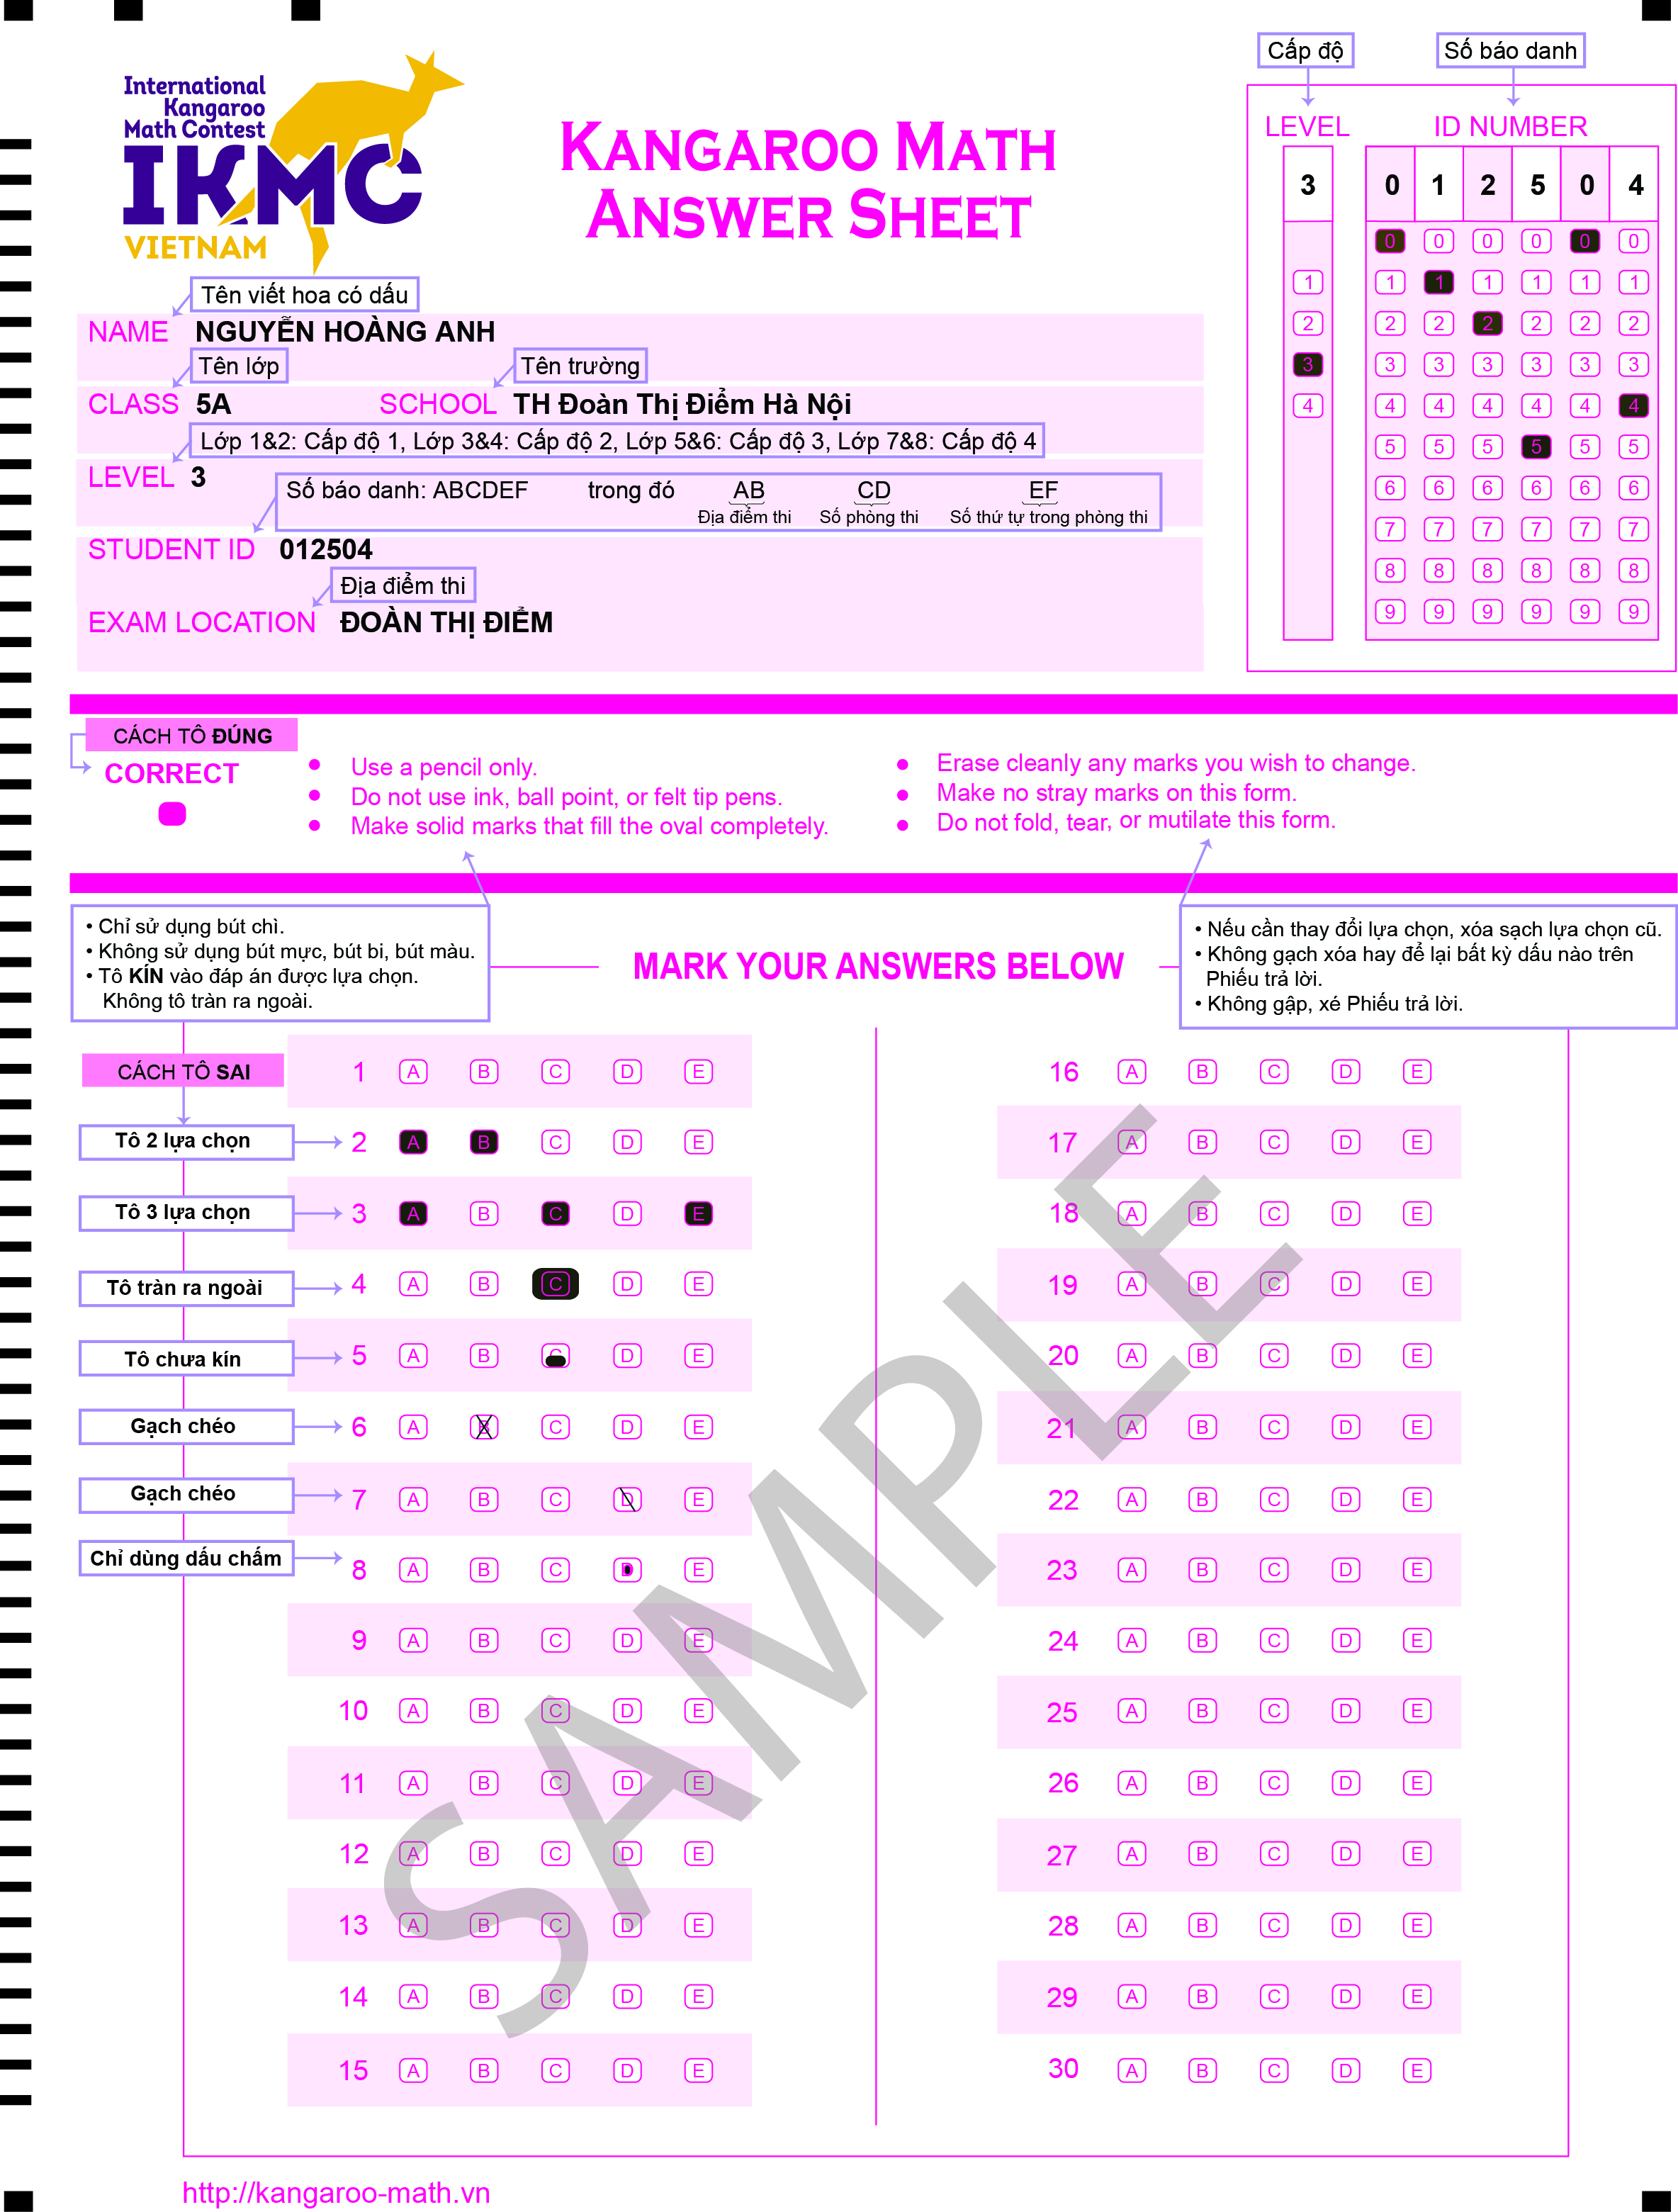 International
Kangaroo
Math Contest
IKMC
VIETNAM
KANGAROO MATH
ANSWER SHEET
Cấp độ
Số báo danh
LEVEL ID NUMBER
3 0 1 2 5 0 4
0 0 0 0 0 0
1 1 1 1 1 1 1
2 2 2 2 2 2 2
3 3 3 3 3 3 3
4 4 4 4 4 4 4
5 5 5 5 5 5
6 6 6 6 6 6
7 7 7 7 7 7
8 8 8 8 8 8
9 9 9 9 9 9
Tên viết hoa có dấu
NAME NGUYỄN HOÀNG ANH
Tên lớp Tên trường
CLASS 5A SCHOOL TH Đoàn Thị Điểm Hà Nội
Lớp 1&2: Cấp độ 1, Lớp 3&4: Cấp độ 2, Lớp 5&6: Cấp độ 3, Lớp 7&8: Cấp độ 4
LEVEL 3
Số báo danh: ABCDEF trong đó AB CD EF
Địa điểm thi Số phòng thi Số thứ tự trong phòng thi
STUDENT ID 012504
Địa điểm thi
EXAM LOCATION ĐOÀN THỊ ĐIỂM
CÁCH TÔ ĐÚNG
CORRECT
• Use a pencil only.
• Do not use ink, ball point, or felt tip pens.
• Make solid marks that fill the oval completely.
• Erase cleanly any marks you wish to change.
• Make no stray marks on this form.
• Do not fold, tear, or mutilate this form.
• Chỉ sử dụng bút chì.
• Không sử dụng bút mực, bút bi, bút màu.
• Tô KÍN vào đáp án được lựa chọn.
Không tô tràn ra ngoài.
MARK YOUR ANSWERS BELOW
• Nếu cần thay đổi lựa chọn, xóa sạch lựa chọn cũ.
• Không gạch xóa hay để lại bất kỳ dấu nào trên
Phiếu trả lời.
• Không gập, xé Phiếu trả lời.
CÁCH TÔ SAI
1 A B C D E
Tô 2 lựa chọn 2 A B C D E
Tô 3 lựa chọn 3 A B C D E
Tô tràn ra ngoài 4 A B C D E
Tô chưa kín 5 A B C D E
Gạch chéo 6 A B C D E
Gạch chéo 7 A B C D E
Chỉ dùng dấu chấm 8 A B C D E
9 A B C D E
10 A B C D E
11 A B C D E
12 A B C D E
13 A B C D E
14 A B C D E
15 A B C D E
16 A B C D E
17 A B C D E
18 A B C D E
19 A B C D E
20 A B C D E
21 A B C D E
22 A B C D E
23 A B C D E
24 A B C D E
25 A B C D E
26 A B C D E
27 A B C D E
28 A B C D E
29 A B C D E
30 A B C D E
SAMPLE
http://kangaroo-math.vn